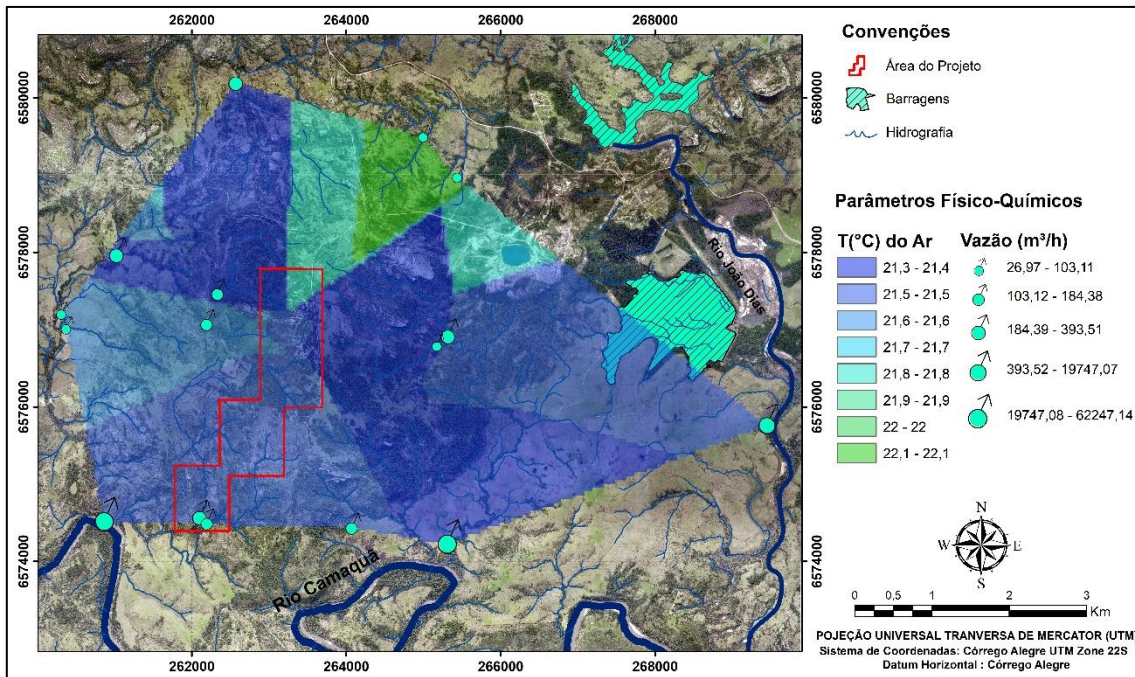 262000 264000 266000 268000
6580000
6578000
6576000
6574000
6580000
6578000
6576000
6574000
Rio João Dias
Rio Camaquã
262000 264000 266000 268000
Convenções
Área do Projeto
Barragens
Hidrografia
Parâmetros Físico-Químicos
T(°C) do Ar
21,3 - 21,4
21,5 - 21,5
21,6 - 21,6
21,7 - 21,7
21,8 - 21,8
21,9 - 21,9
22 - 22
22,1 - 22,1
Vazão (m³/h)
26,97 - 103,11
103,12 - 184,38
184,39 - 393,51
393,52 - 19747,07
19747,08 - 62247,14
N
W E
S
0 0,5 1 2 3
Km
POJEÇÃO UNIVERSAL TRANVERSA DE MERCATOR (UTM)
Sistema de Coordenadas: Córrego Alegre UTM Zone 22S
Datum Horizontal : Córrego Alegre